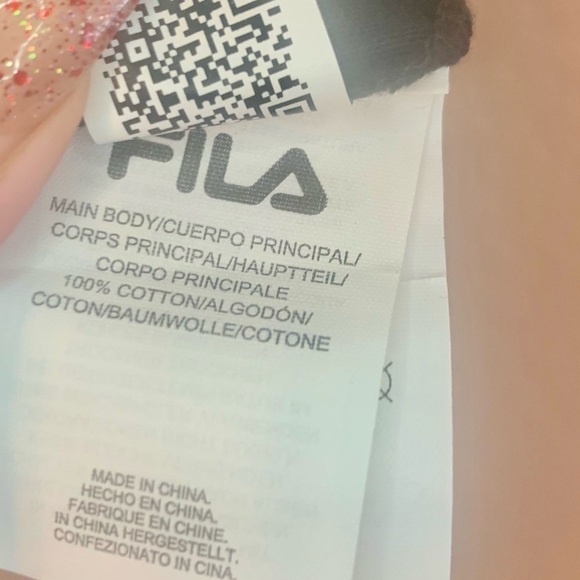 FILA
MAIN BODY/CUERPO PRINCIPAL/
CORPS PRINCIPAL/HAUPTTEIL/
CORPO PRINCIPALE
100% COTTON/ALGODÓN/
COTON/BAUMWOLLE/COTONE
MADE IN CHINA.
HECHO EN CHINA.
FABRIQUE EN CHINE.
IN CHINA HERGESTELLT.
CONFEZIONATO IN CINA.